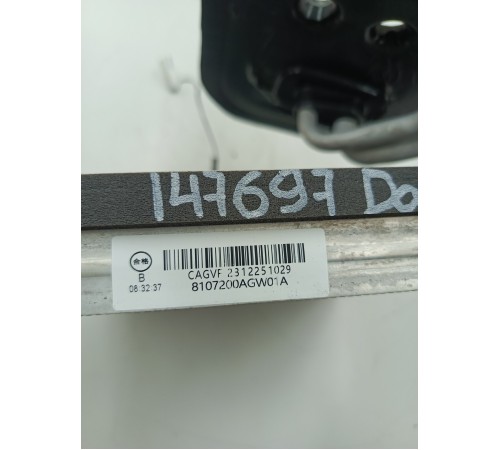 147697 Do
合格
B
08:32:37
CAGVF 2312251029
8107200AGW01A